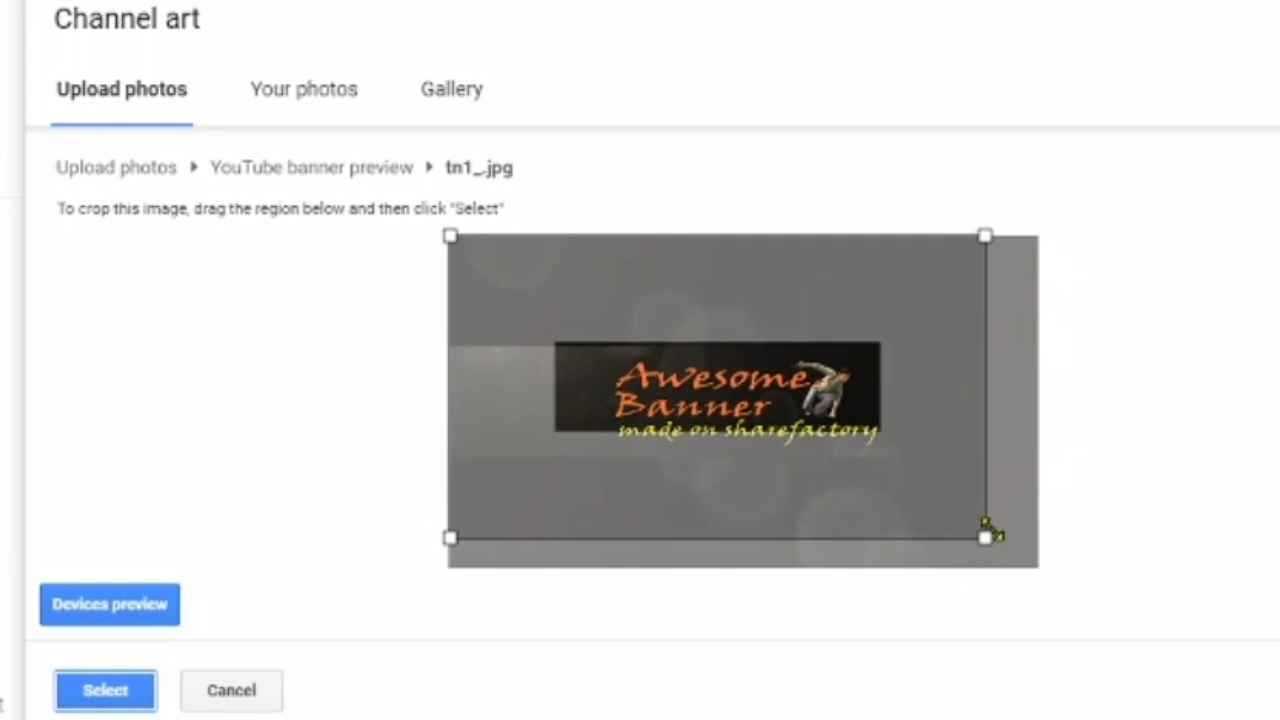 Channel art
Upload photos Your photos Gallery
Upload photos YouTube banner preview tn1_.jpg
To crop this image, drag the region below and then click "Select"
Awesome
Banner
made on sharefactory
Devices preview
Select Cancel